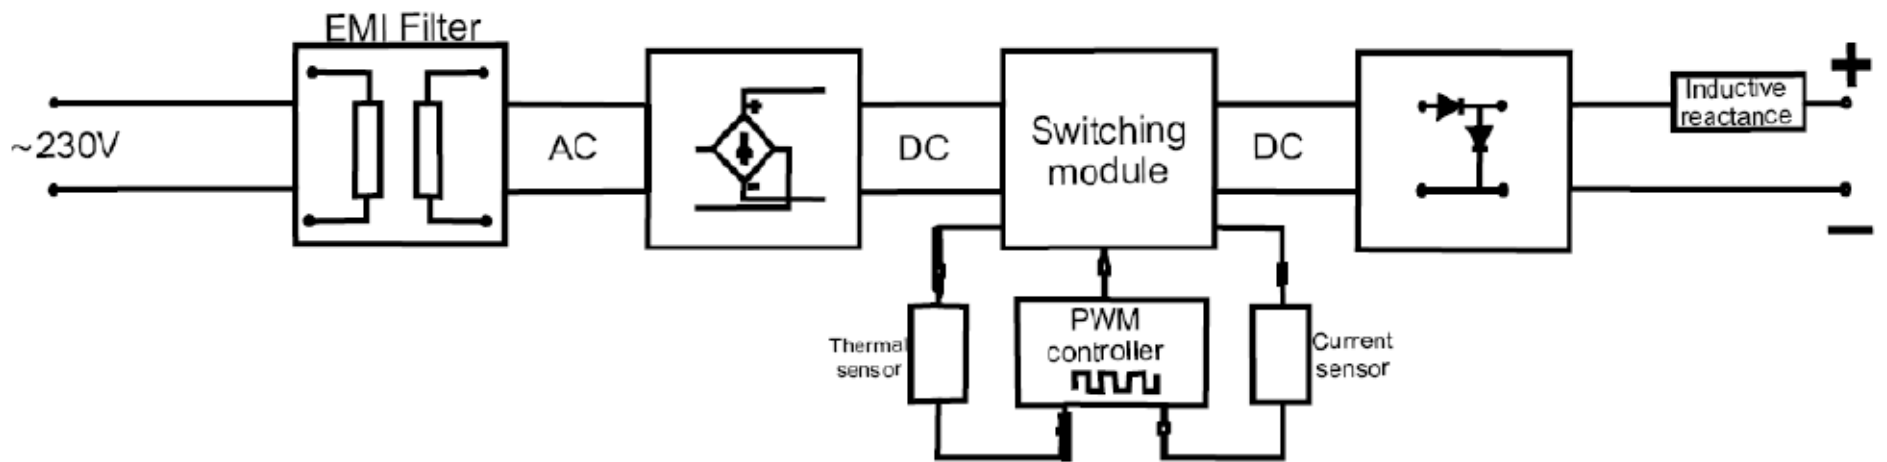 EMI Filter
~230V
AC
+
-
DC
Switching
module
DC
Inductive
reactance
+
−
Thermal
sensor
PWM
controller
Current
sensor